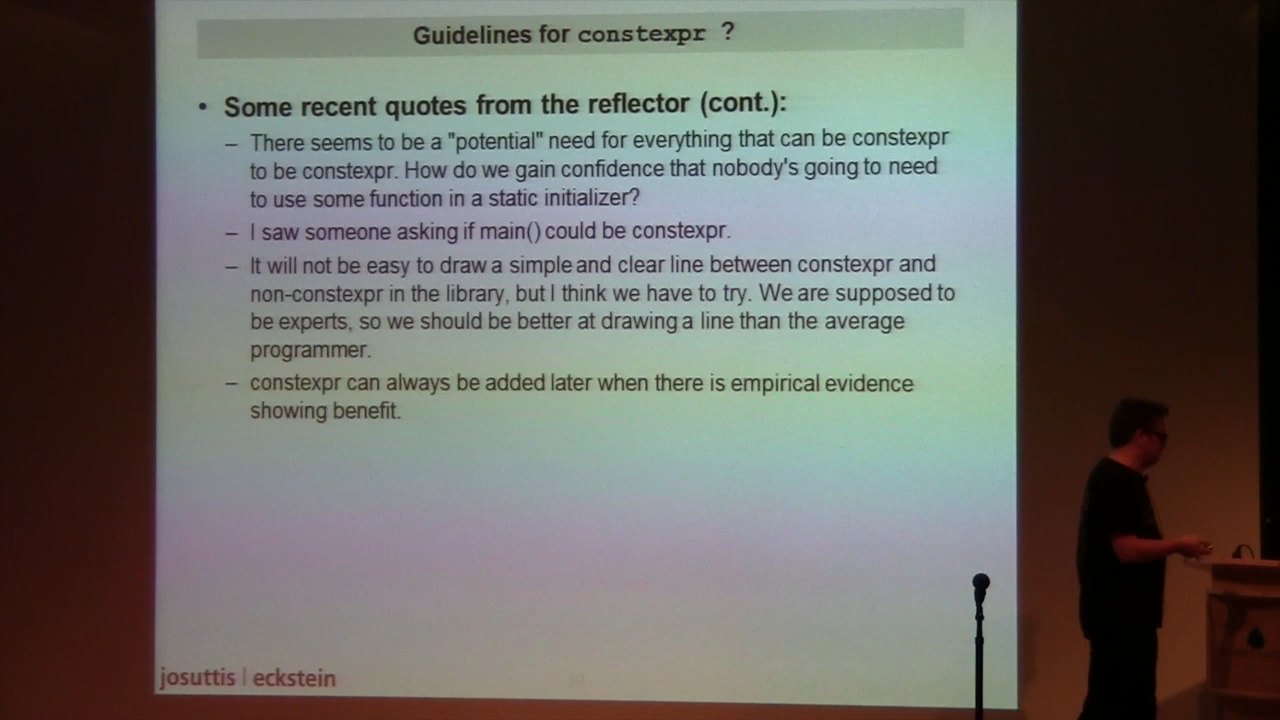 Guidelines for constexpr ?
• Some recent quotes from the reflector (cont.):
– There seems to be a "potential" need for everything that can be constexpr
to be constexpr. How do we gain confidence that nobody's going to need
to use some function in a static initializer?
– I saw someone asking if main() could be constexpr.
– It will not be easy to draw a simple and clear line between constexpr and
non-constexpr in the library, but I think we have to try. We are supposed to
be experts, so we should be better at drawing a line than the average
programmer.
– constexpr can always be added later when there is empirical evidence
showing benefit.
josuttis | eckstein